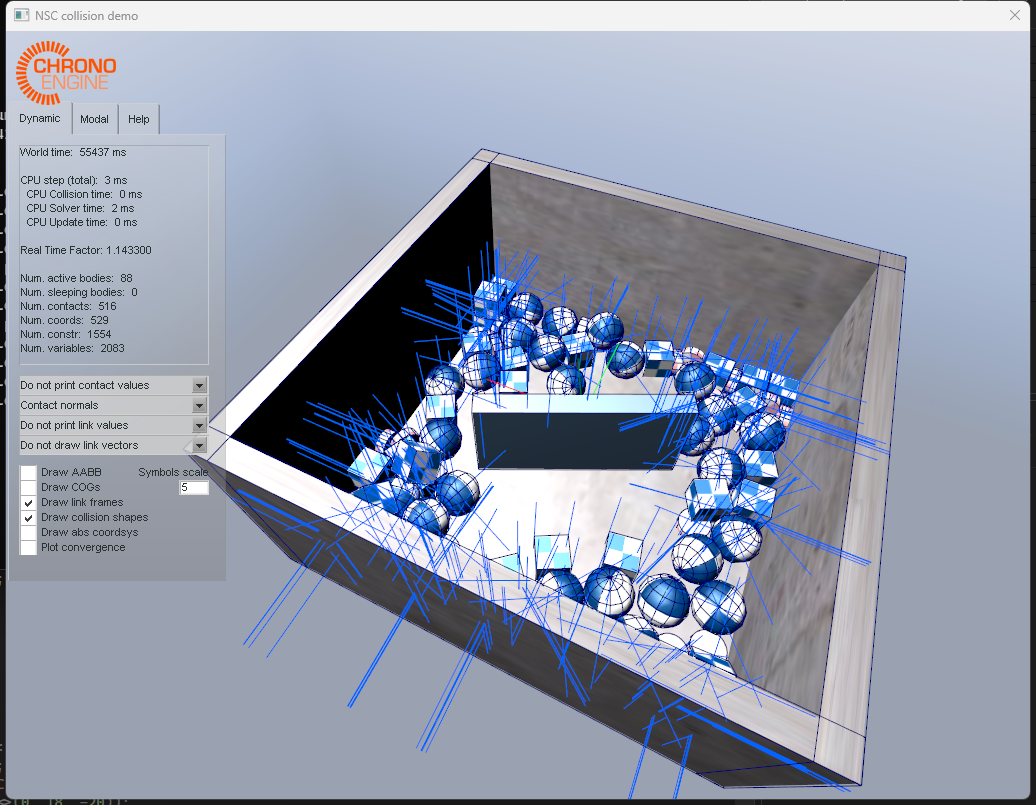 NSC collision demo
CHRONO
ENGINE
Dynamic Modal Help
World time: 55437 ms
CPU step (total): 3 ms
CPU Collision time: 0 ms
CPU Solver time: 2 ms
CPU Update time: 0 ms
Real Time Factor: 1.143300
Num. active bodies: 88
Num. sleeping bodies: 0
Num. contacts: 516
Num. coords: 529
Num. constr: 1554
Num. variables: 2083
Do not print contact values
Contact normals
Do not print link values
Do not draw link vectors
Draw AABB Symbols scale
Draw COGs 5
Draw link frames
Draw collision shapes
Draw abs coordsys
Plot convergence